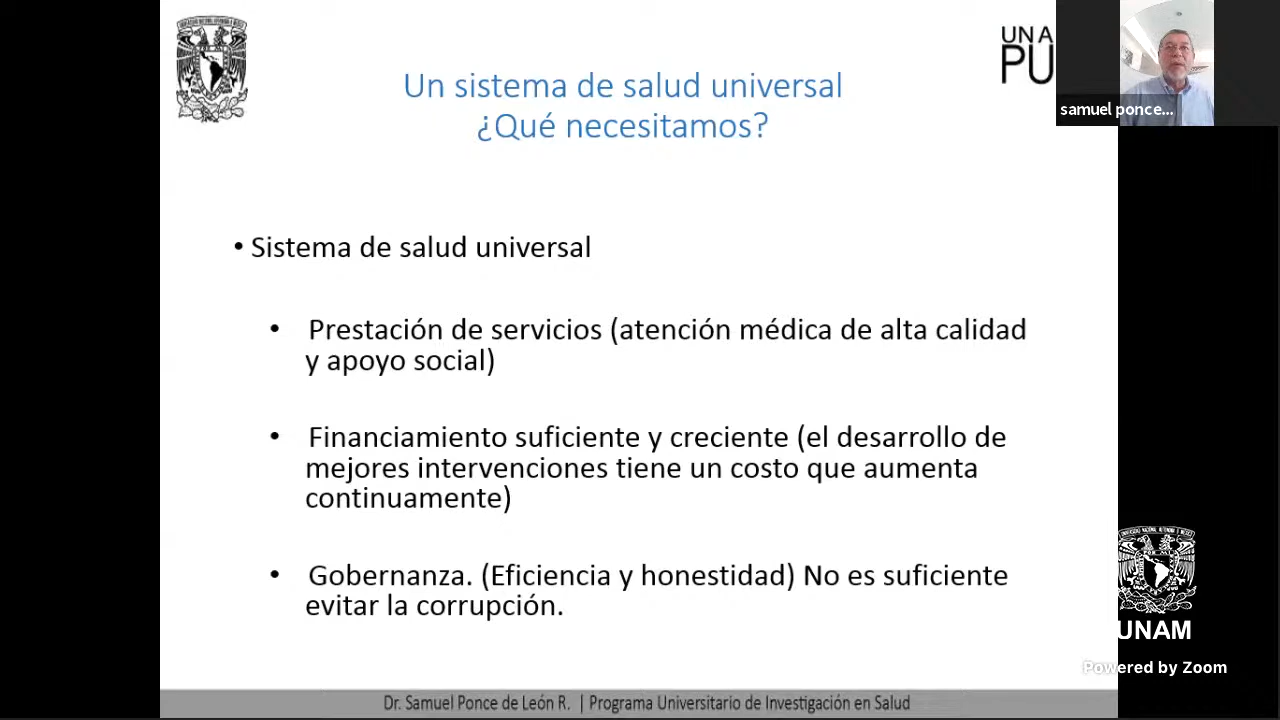 UNA
PU
samuel ponce...
Un sistema de salud universal
¿Qué necesitamos?
• Sistema de salud universal
• Prestación de servicios (atención médica de alta calidad
y apoyo social)
• Financiamiento suficiente y creciente (el desarrollo de
mejores intervenciones tiene un costo que aumenta
continuamente)
• Gobernanza. (Eficiencia y honestidad) No es suficiente
evitar la corrupción.
UNAM
Powered by Zoom
Dr. Samuel Ponce de León R. | Programa Universitario de Investigación en Salud